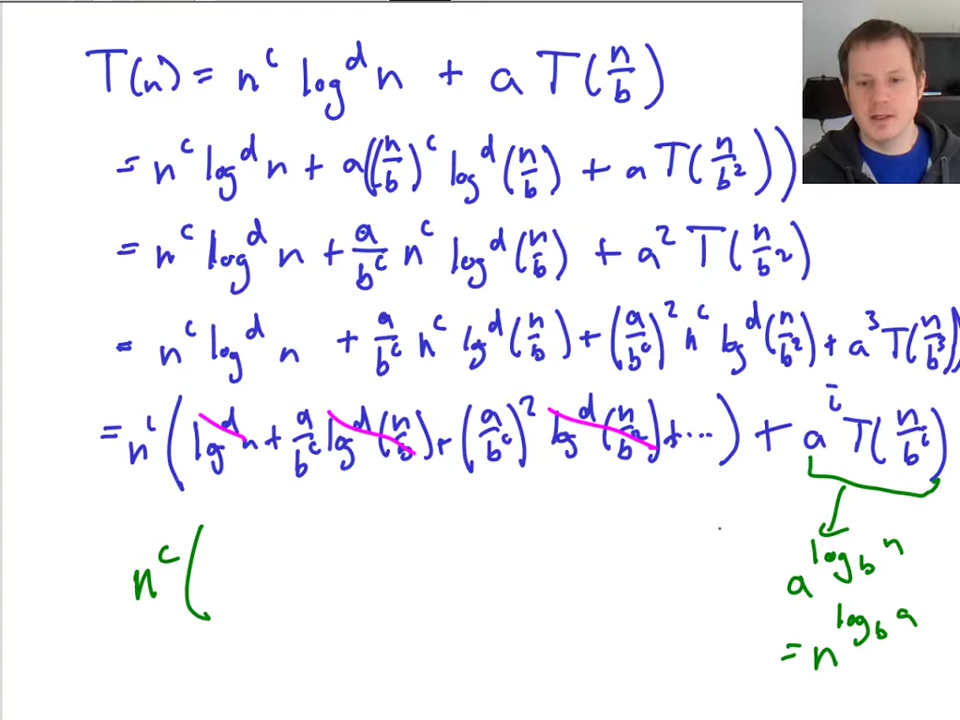 T(n) = n^c log^d n + a T(n/b)
= n^c log^d n + a((n/b)^c log^d(n/b) + a T(n/b^2))
= n^c log^d n + a/b^c n^c log^d(n/b) + a^2 T(n/b^2)
= n^c log^d n + a/b^c n^c log^d(n/b) + (a/b^c)^2 n^c log^d(n/b^2) + a^3 T(n/b^3)
= n^c (log^d n + a/b^c log^d(n/b) + (a/b^c)^2 log^d(n/b^2) + ...) + a^i T(n/b^i)
a^log_b n
n^c (
= n^log_b a